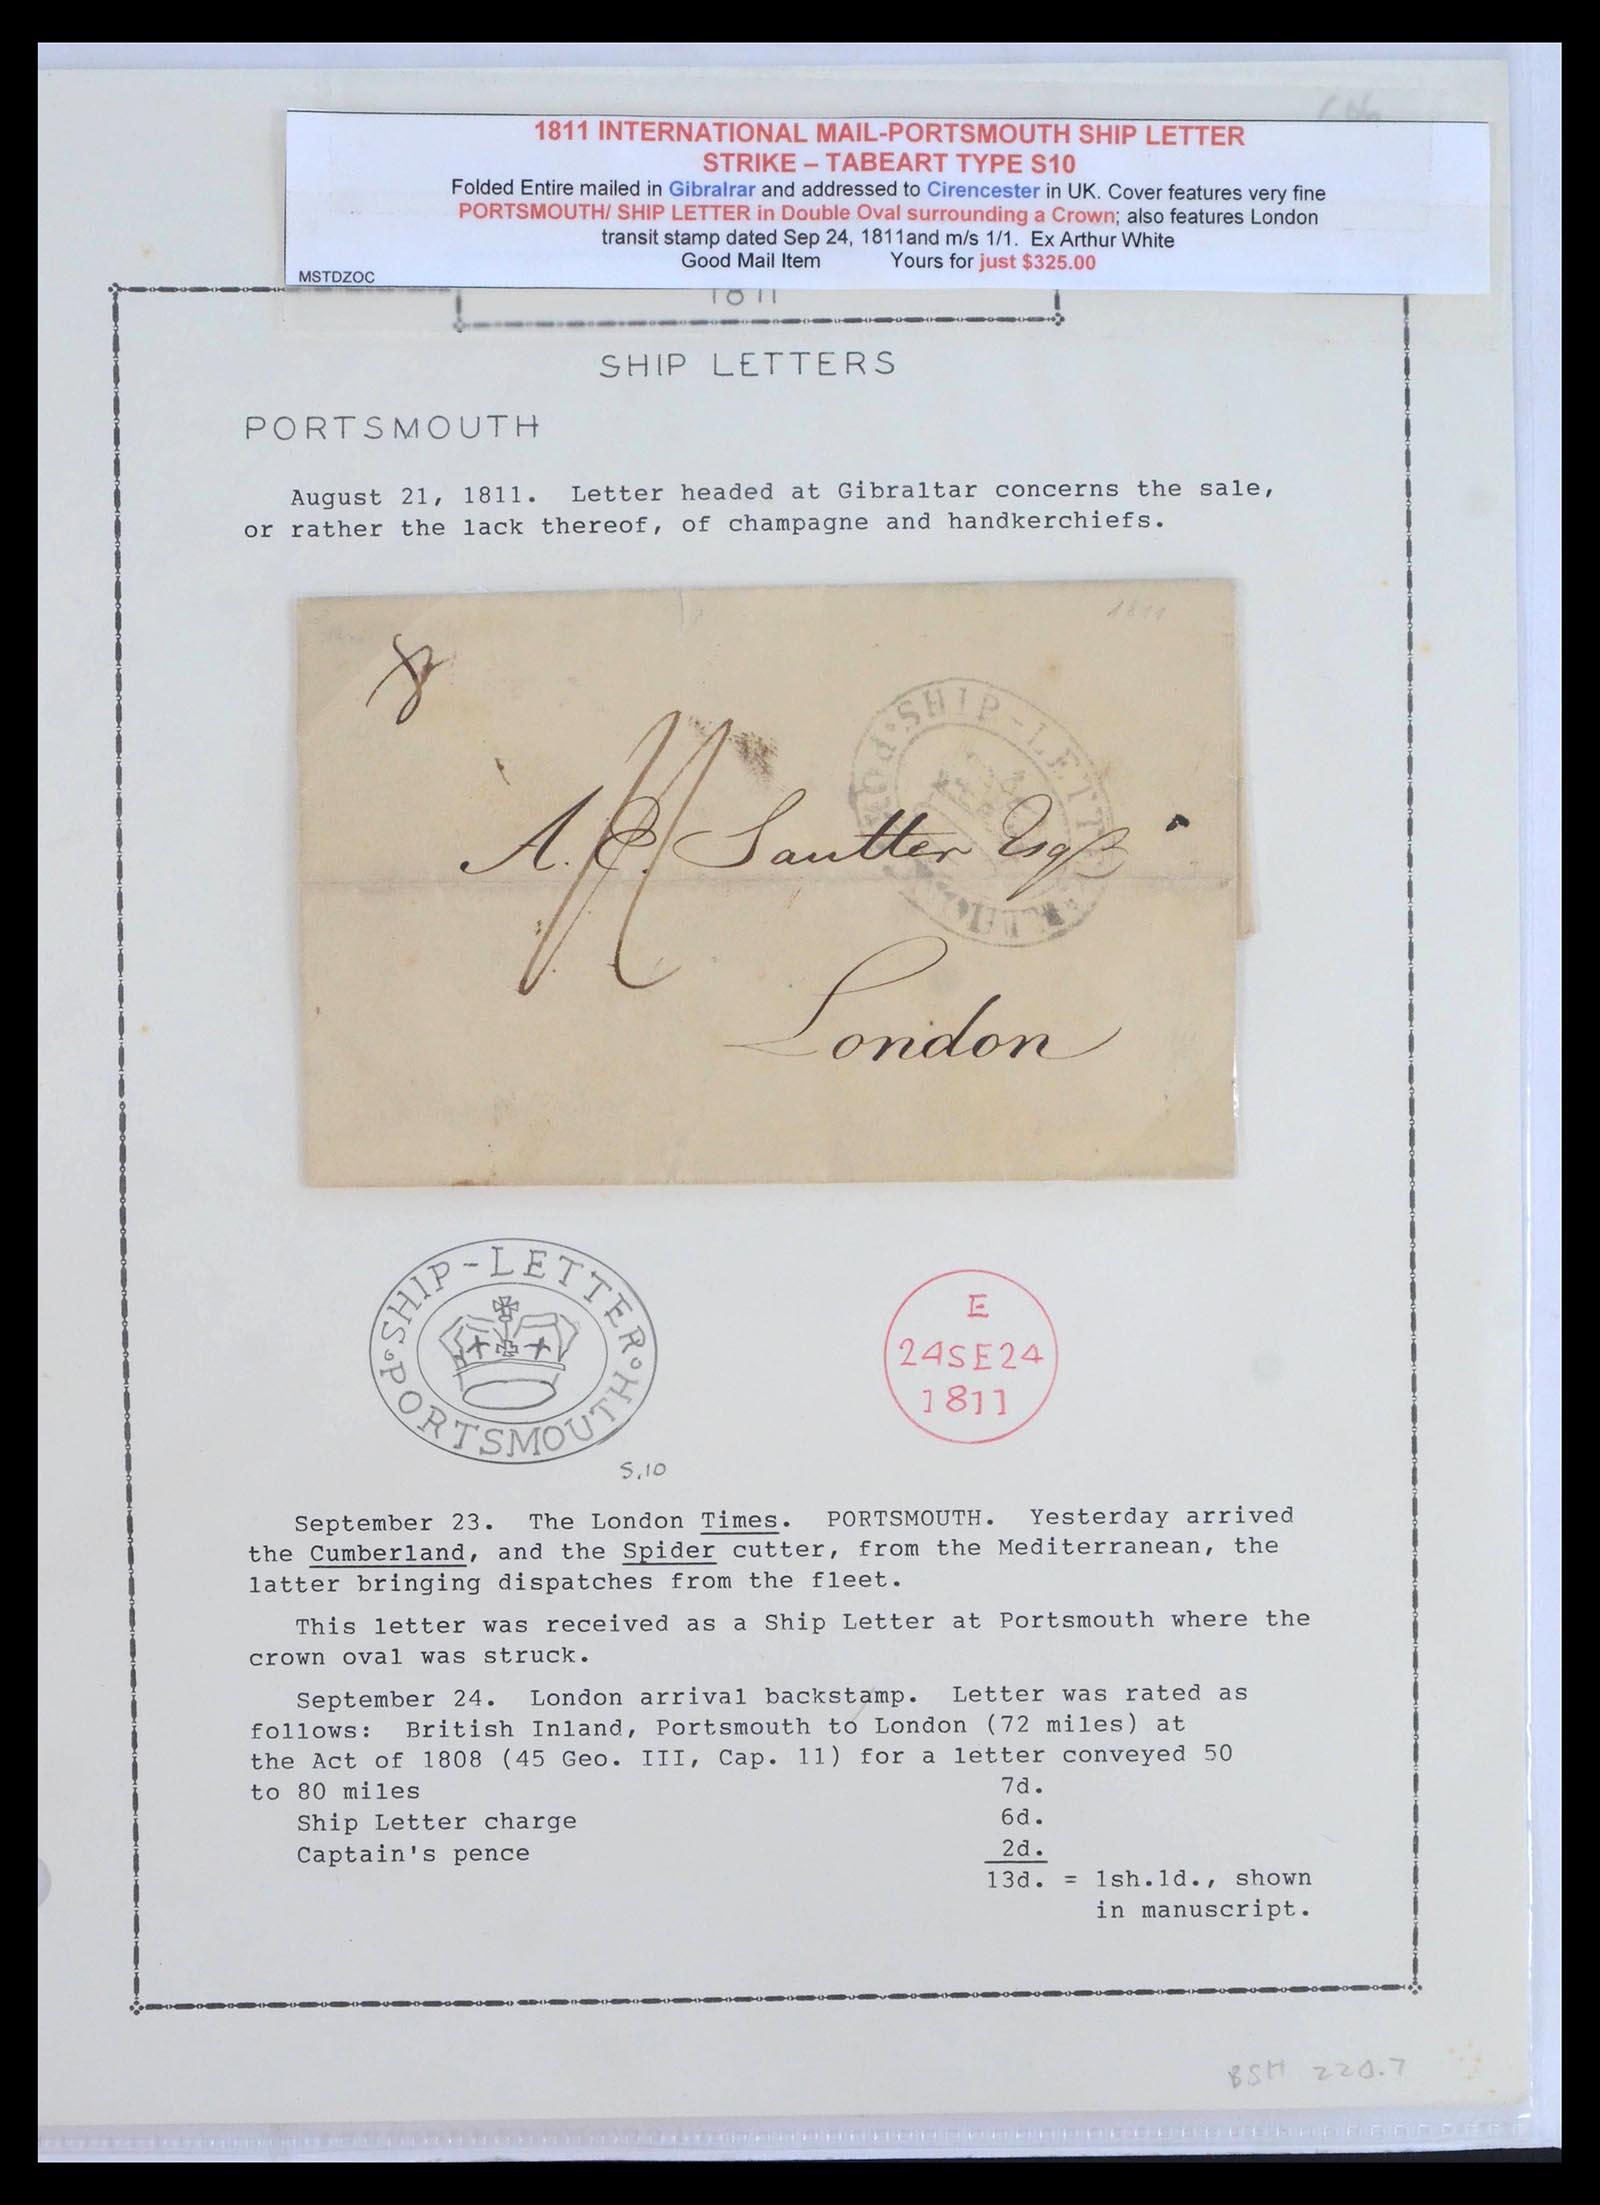 1811 INTERNATIONAL MAIL-PORTSMOUTH SHIP LETTER
STRIKE – TABEART TYPE S10
Folded Entire mailed in Gibralrar and addressed to Cirencester in UK. Cover features very fine
PORTSMOUTH/ SHIP LETTER in Double Oval surrounding a Crown; also features London
transit stamp dated Sep 24, 1811and m/s 1/1. Ex Arthur White
Good Mail Item Yours for just $325.00
MSTDZOC
1811
SHIP LETTERS
PORTSMOUTH
August 21, 1811. Letter headed at Gibraltar concerns the sale,
or rather the lack thereof, of champagne and handkerchiefs.
1811
SHIP-LETTER
1/1
A. E. Sautter Esqr
London
SHIP-LETTER
PORTSMOUTH
S.10
E
24SE24
1811
September 23. The London Times. PORTSMOUTH. Yesterday arrived
the Cumberland, and the Spider cutter, from the Mediterranean, the
latter bringing dispatches from the fleet.
This letter was received as a Ship Letter at Portsmouth where the
crown oval was struck.
September 24. London arrival backstamp. Letter was rated as
follows: British Inland, Portsmouth to London (72 miles) at
the Act of 1808 (45 Geo. III, Cap. 11) for a letter conveyed 50
to 80 miles 7d.
Ship Letter charge 6d.
Captain's pence 2d.
13d. = 1sh.1d., shown
in manuscript.
BSH 220.7